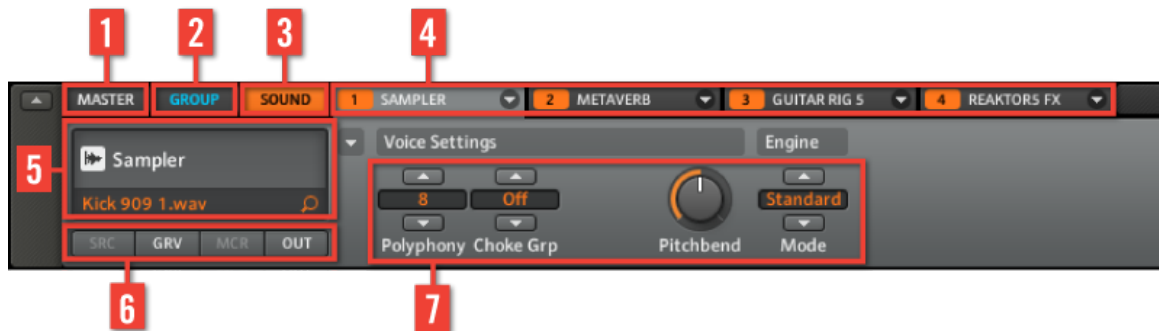 1 2 3 4
MASTER GROUP SOUND 1 SAMPLER 2 METAVERB 3 GUITAR RIG 5 4 REAKTOR5 FX
5
Sampler
Kick 909 1.wav
SRC GRV MCR OUT
6
Voice Settings Engine
8 Off Standard
Polyphony Choke Grp Pitchbend Mode
7